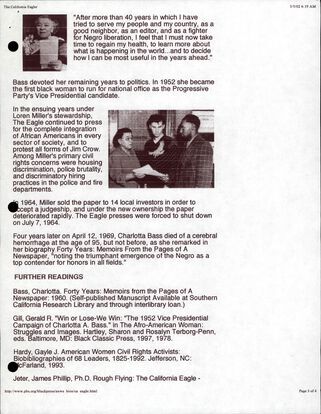 The California Eagle
5/5/02 8:19 AM
"After more than 40 years in which I have
tried to serve my people and my country, as a
good neighbor, as an editor, and as a fighter
for Negro liberation, I feel that I must now take
time to regain my health, to learn more about
what is happening in the world...and to decide
how I can be most useful in the years ahead."
Bass devoted her remaining years to politics. In 1952 she became
the first black woman to run for national office as the Progressive
Party's Vice Presidential candidate.
In the ensuing years under
Loren Miller's stewardship,
The Eagle continued to press
for the complete integration
of African Americans in every
sector of society, and to
protest all forms of Jim Crow.
Among Miller's primary civil
rights concerns were housing
discrimination, police brutality,
and discriminatory hiring
practices in the police and fire
departments.
1964, Miller sold the paper to 14 local investors in order to
accept a judgeship, and under the new ownership the paper
deteriorated rapidly. The Eagle presses were forced to shut down
on July 7, 1964.
Four years later on April 12, 1969, Charlotta Bass died of a cerebral
hemorrhage at the age of 95, but not before, as she remarked in
her biography Forty Years: Memoirs From the Pages of A
Newspaper, "noting the triumphant emergence of the Negro as a
top contender for honors in all fields."
FURTHER READINGS
Bass, Charlotta. Forty Years: Memoirs from the Pages of A
Newspaper: 1960. (Self-published Manuscript Available at Southern
California Research Library and through interlibrary loan.)
Gill, Gerald R. "Win or Lose-We Win: "The 1952 Vice Presidential
Campaign of Charlotta A. Bass." in The Afro-American Woman:
Struggles and Images. Hartley, Sharon and Rosalyn Terborg-Penn,
eds. Baltimore, MD: Black Classic Press, 1997, 1978.
Hardy, Gayle J. American Women Civil Rights Activists:
Biobibliographies of 68 Leaders, 1825-1992. Jefferson, NC:
McFarland, 1993.
Jeter, James Phillip, Ph.D. Rough Flying: The California Eagle -
Page 3 of 4